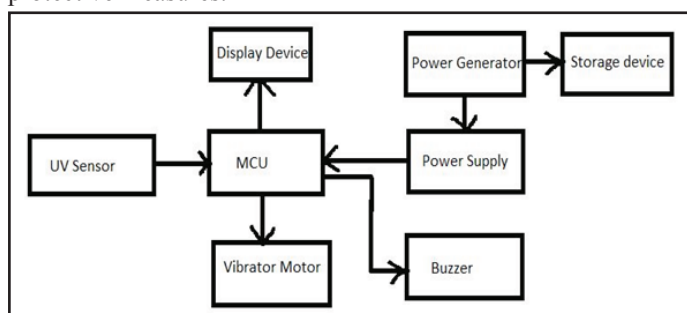 Display Device
Power Generator
Storage device
UV Sensor
MCU
Power Supply
Vibrator Motor
Buzzer